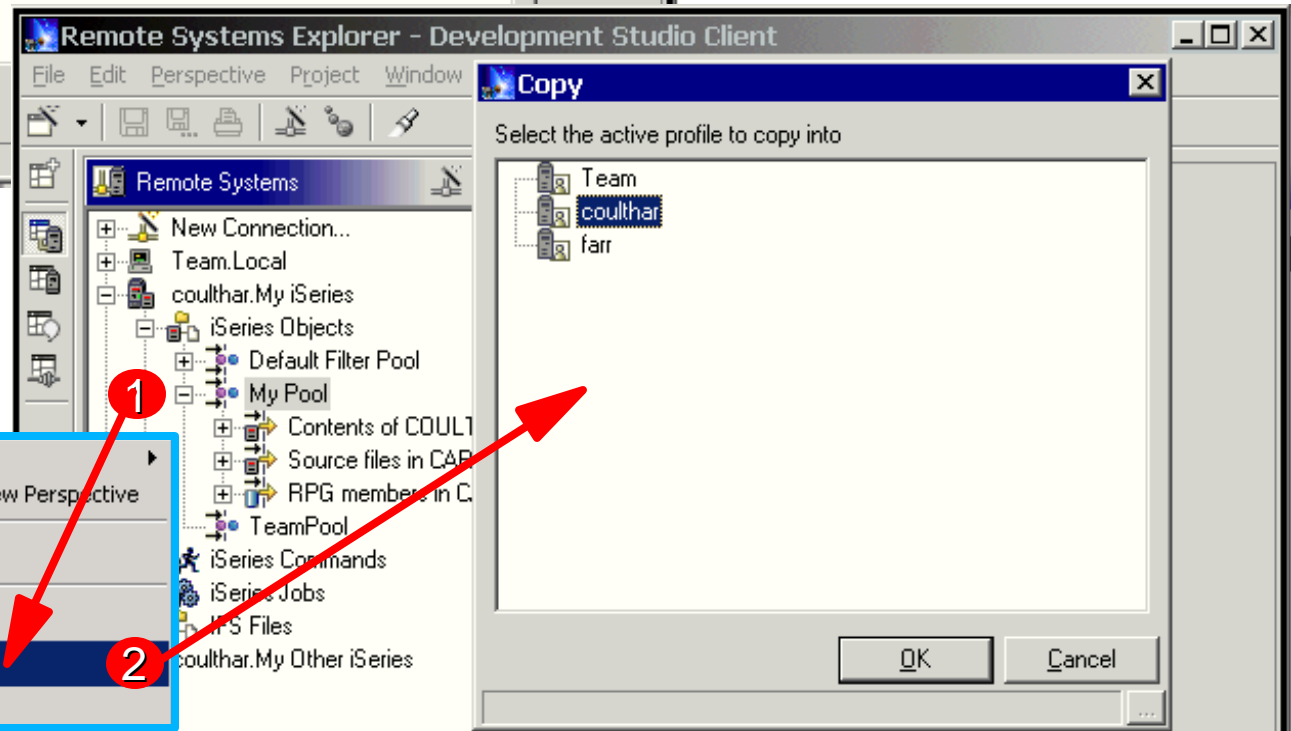 Remote Systems Explorer - Development Studio Client
File Edit Perspective Project Window
Copy
Select the active profile to copy into
Team
coulthar
farr
Remote Systems
New Connection...
Team.Local
coulthar.My iSeries
iSeries Objects
Default Filter Pool
1
My Pool
Contents of COULT
Source files in CAR
RPG members in
TeamPool
iSeries Commands
iSeries Jobs
IFS Files
coulthar.My Other iSeries
Perspective
2
OK
Cancel
...